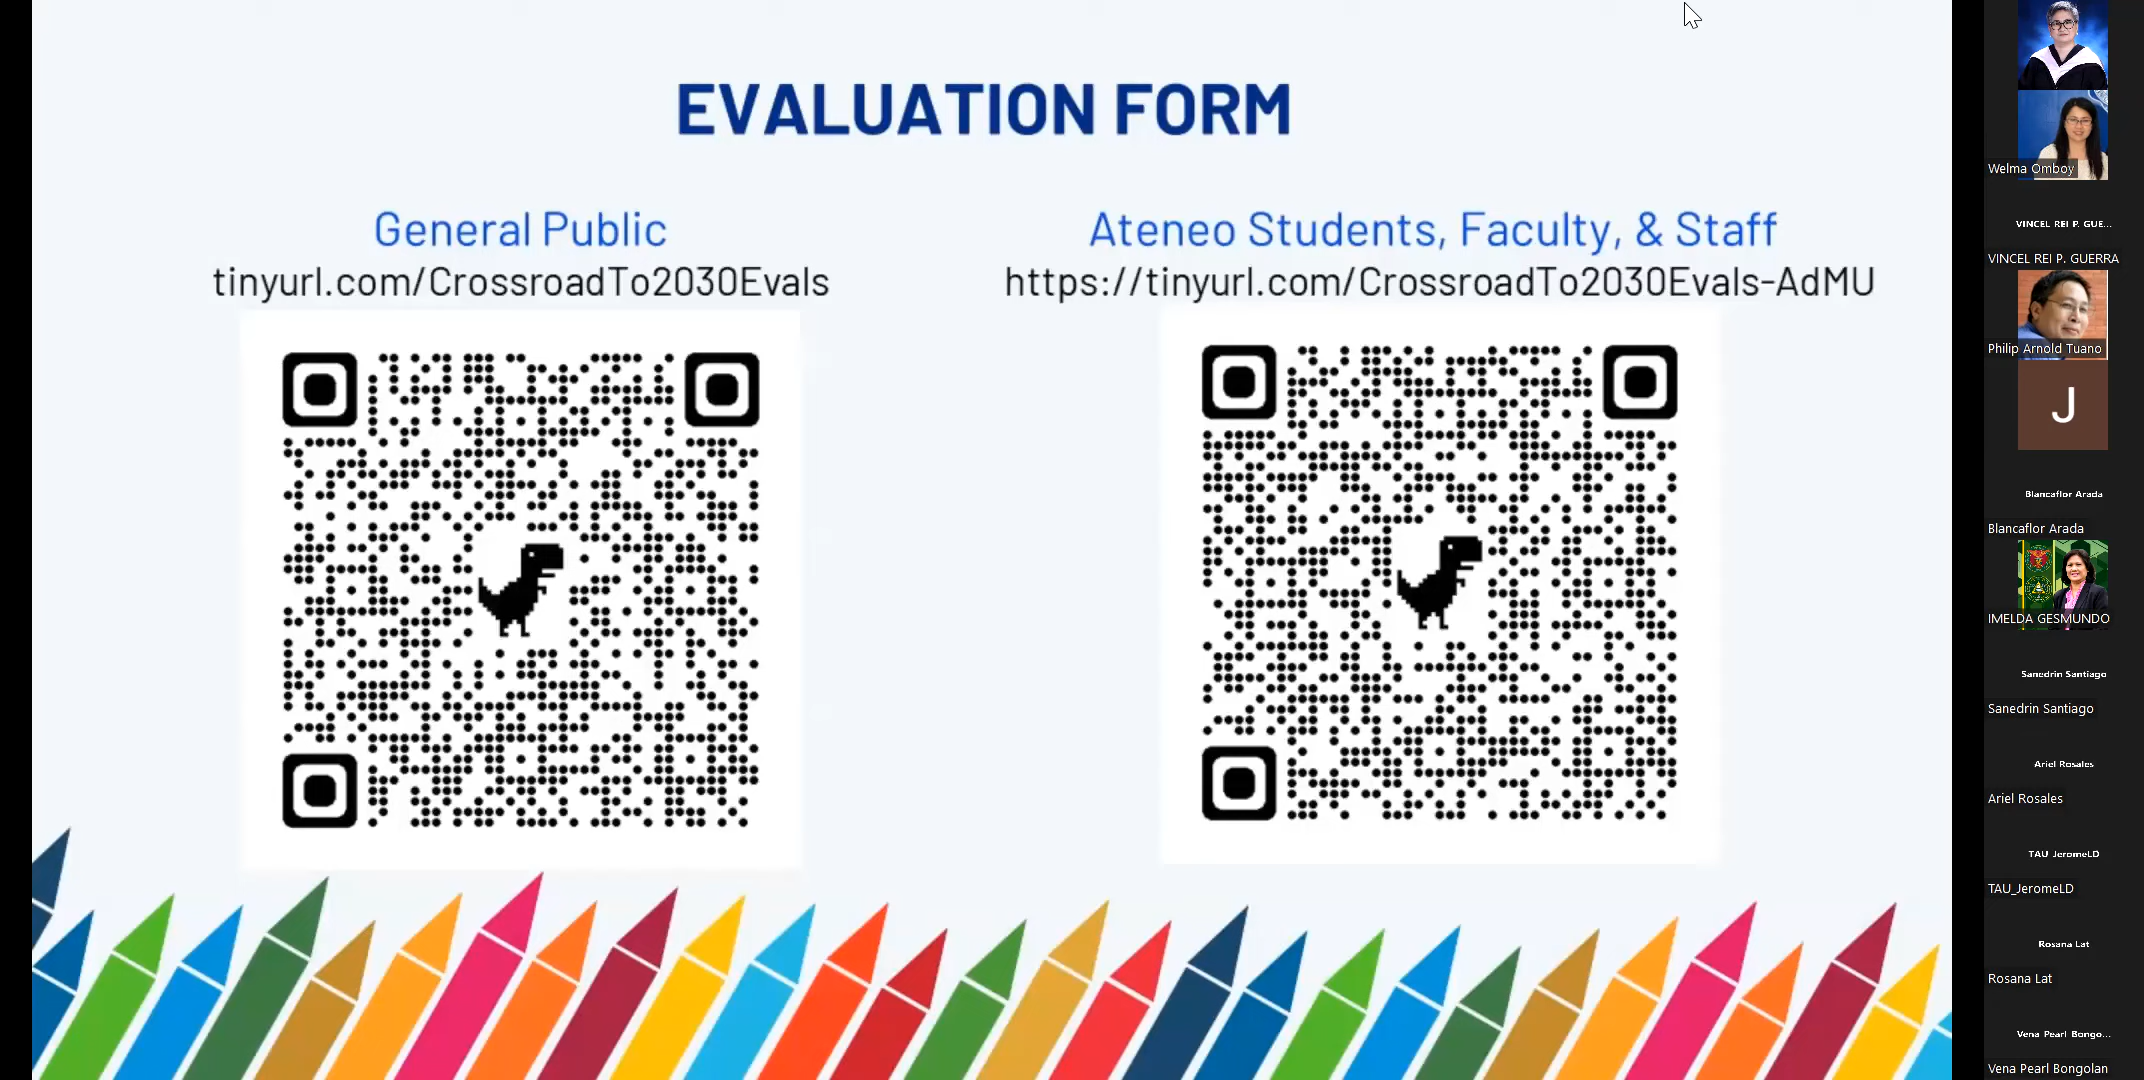 EVALUATION FORM
General Public
tinyurl.com/CrossroadTo2030Evals
Ateneo Students, Faculty, & Staff
https://tinyurl.com/CrossroadTo2030Evals-AdMU
Welma Omboy
VINCEL REI P. GUE...
VINCEL REI P. GUERRA
Philip Arnold Tuano
J
Blancaflor Arada
Blancaflor Arada
IMELDA GESMUNDO
Sanedrin Santiago
Sanedrin Santiago
Ariel Rosales
Ariel Rosales
TAU_JeromeLD
TAU_JeromeLD
Rosana Lat
Rosana Lat
Vena Pearl Bongo...
Vena Pearl Bongolan